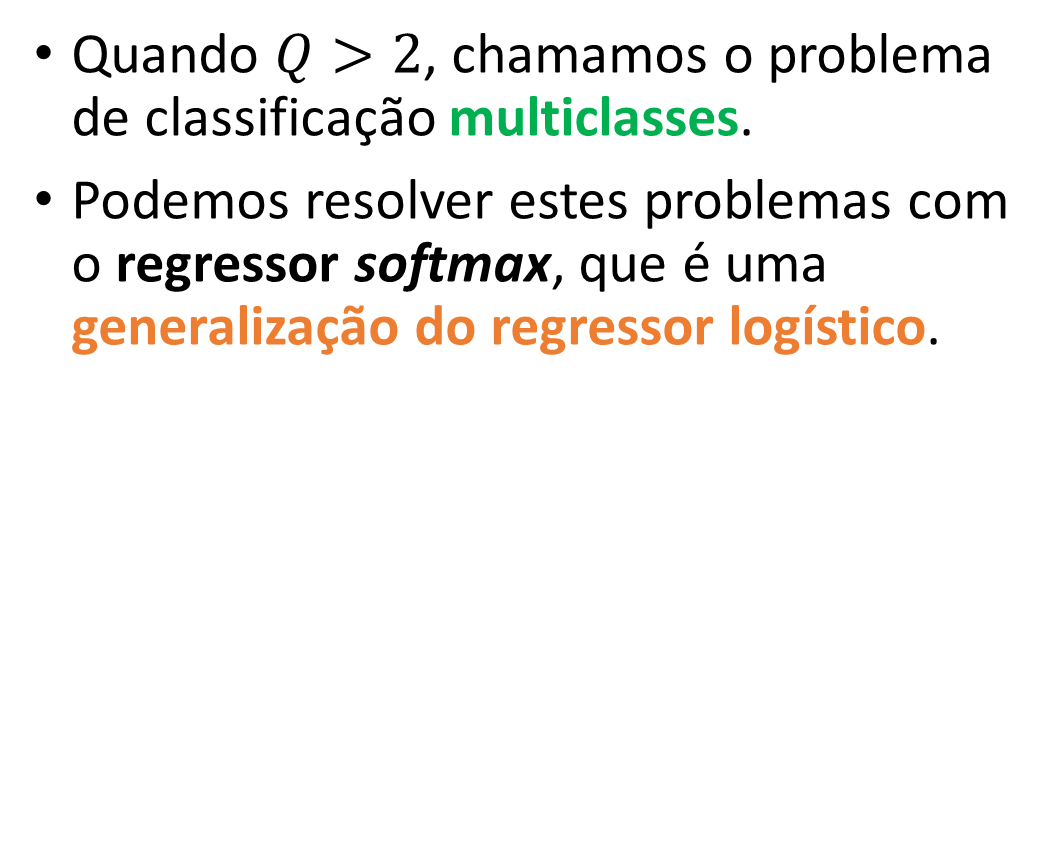 • Quando 𝑄 > 2, chamamos o problema
de classificação multiclasses.
• Podemos resolver estes problemas com
o regressor softmax, que é uma
generalização do regressor logístico.